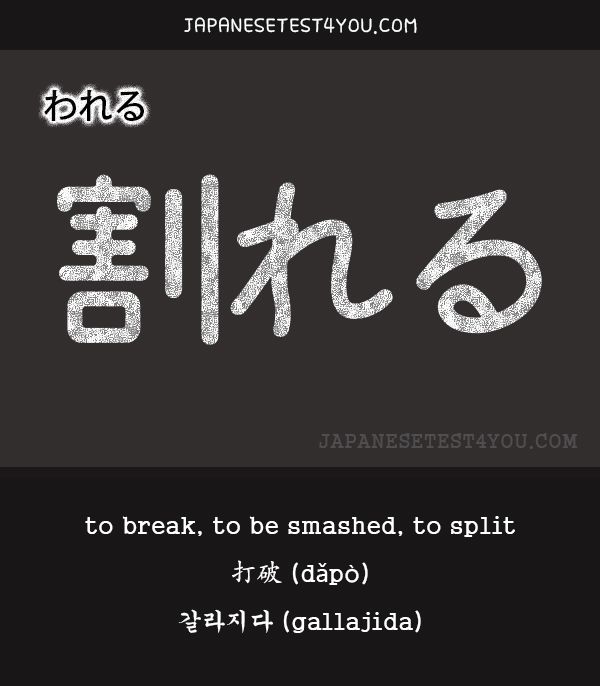 JAPANESETEST4YOU.COM
われる
割れる
JAPANESETEST4YOU.COM
to break, to be smashed, to split
打破 (dǎpò)
갈라지다 (gallajida)